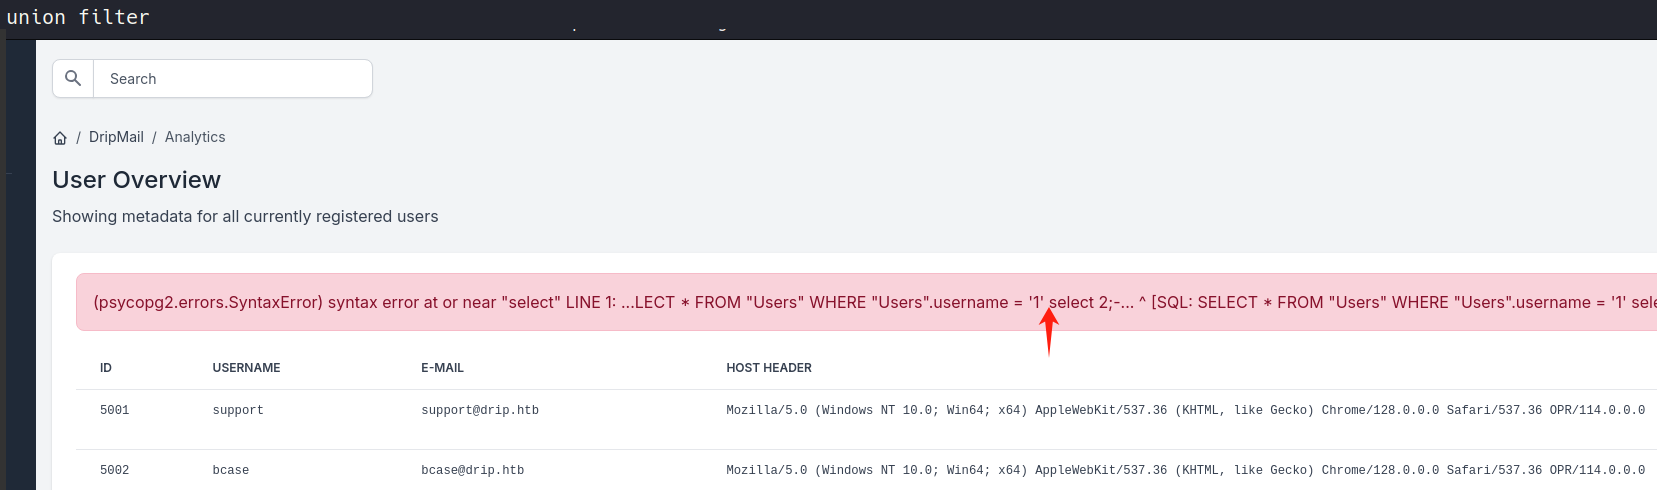 union filter
Search
/ DripMail / Analytics
User Overview
Showing metadata for all currently registered users
(psycopg2.errors.SyntaxError) syntax error at or near "select" LINE 1: ...LECT * FROM "Users" WHERE "Users".username = '1' select 2;-... ^ [SQL: SELECT * FROM "Users" WHERE "Users".username = '1' sele
ID USERNAME E-MAIL HOST HEADER
5001 support support@drip.htb Mozilla/5.0 (Windows NT 10.0; Win64; x64) AppleWebKit/537.36 (KHTML, like Gecko) Chrome/128.0.0.0 Safari/537.36 OPR/114.0.0.0
5002 bcase bcase@drip.htb Mozilla/5.0 (Windows NT 10.0; Win64; x64) AppleWebKit/537.36 (KHTML, like Gecko) Chrome/128.0.0.0 Safari/537.36 OPR/114.0.0.0